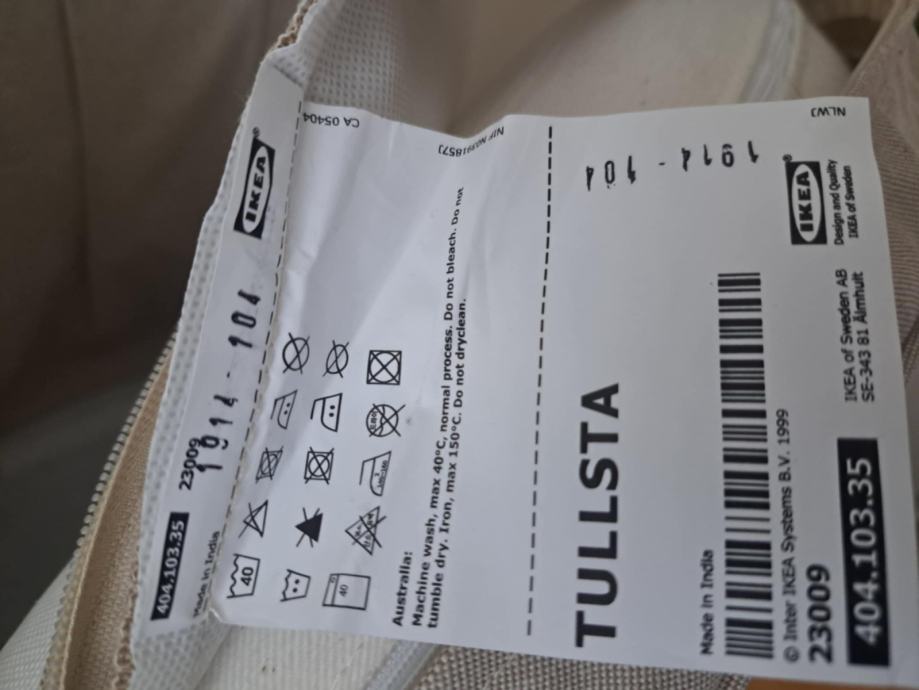 404.103.35
23009
Made in India
1914 - 104
IKEA®
40
40
CA 05404
Australia:
Machine wash, max 40°C, normal process. Do not bleach. Do not
tumble dry. Iron, max 150°C. Do not dryclean.
TULLSTA
1914 - 104
Made in India
© Inter IKEA Systems B.V. 1999
23009
404.103.35
IKEA of Sweden AB
SE-343 81 Älmhult
IKEA®
Design and Quality
IKEA of Sweden